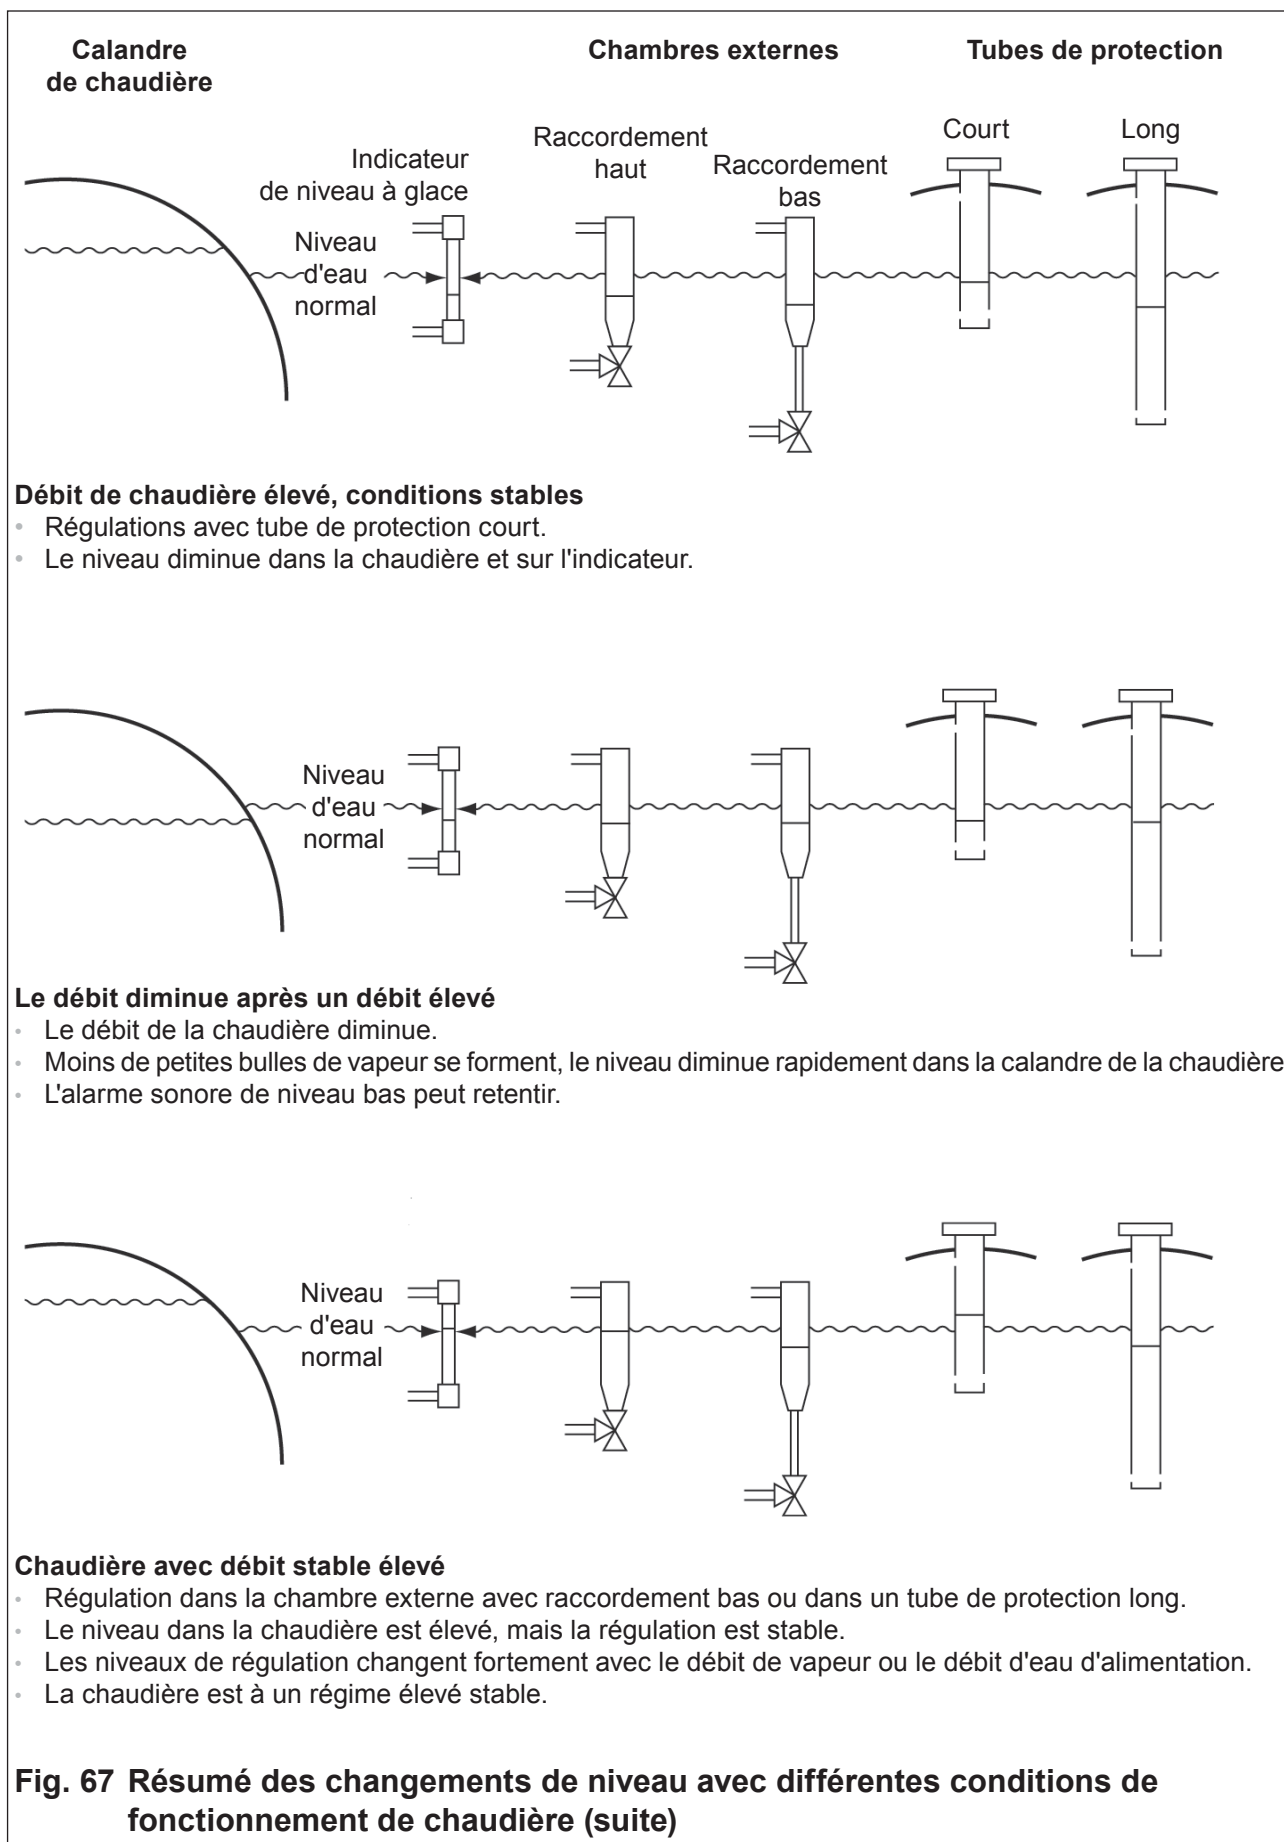 Calandre
de chaudière
Chambres externes
Tubes de protection
Indicateur
de niveau à glace
Raccordement
haut
Raccordement
bas
Court
Long
Niveau
d'eau
normal
Débit de chaudière élevé, conditions stables
• Régulations avec tube de protection court.
• Le niveau diminue dans la chaudière et sur l'indicateur.
Niveau
d'eau
normal
Le débit diminue après un débit élevé
• Le débit de la chaudière diminue.
• Moins de petites bulles de vapeur se forment, le niveau diminue rapidement dans la calandre de la chaudière
• L'alarme sonore de niveau bas peut retentir.
Niveau
d'eau
normal
Chaudière avec débit stable élevé
• Régulation dans la chambre externe avec raccordement bas ou dans un tube de protection long.
• Le niveau dans la chaudière est élevé, mais la régulation est stable.
• Les niveaux de régulation changent fortement avec le débit de vapeur ou le débit d'eau d'alimentation.
• La chaudière est à un régime élevé stable.
Fig. 67 Résumé des changements de niveau avec différentes conditions de
fonctionnement de chaudière (suite)